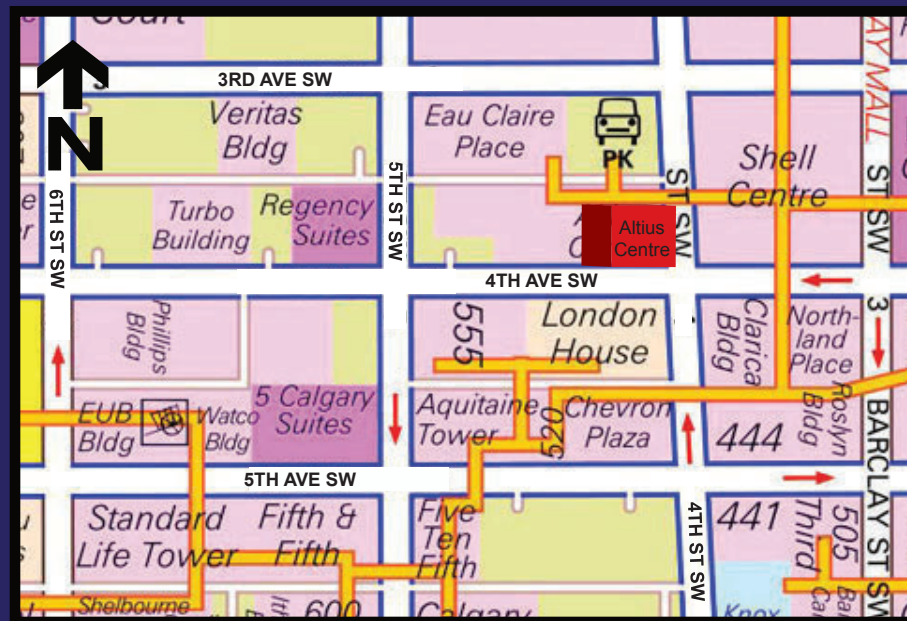 Court
AY MALL
3RD AVE SW
N
Veritas
Bldg
Eau Claire
Place
PK
Shell
Centre
ST SW
ST SW
6TH ST SW
5TH ST SW
Turbo
Building
Regency
Suites
Altius
Centre
4TH AVE SW
Phillips
Bldg
555
London
House
Clarica
Bldg
North-
land
Place
3
EUB
Bldg
Watco
Bldg
5 Calgary
Suites
Aquitaine
Tower
520
Chevron
Plaza
444
Roslyn
Bldg
BARCLAY ST SW
5TH AVE SW
Standard
Life Tower
Fifth &
Fifth
Five
Ten
Fifth
4TH ST SW
441
Third
505
Shelbourne
600
Calgary
Knox